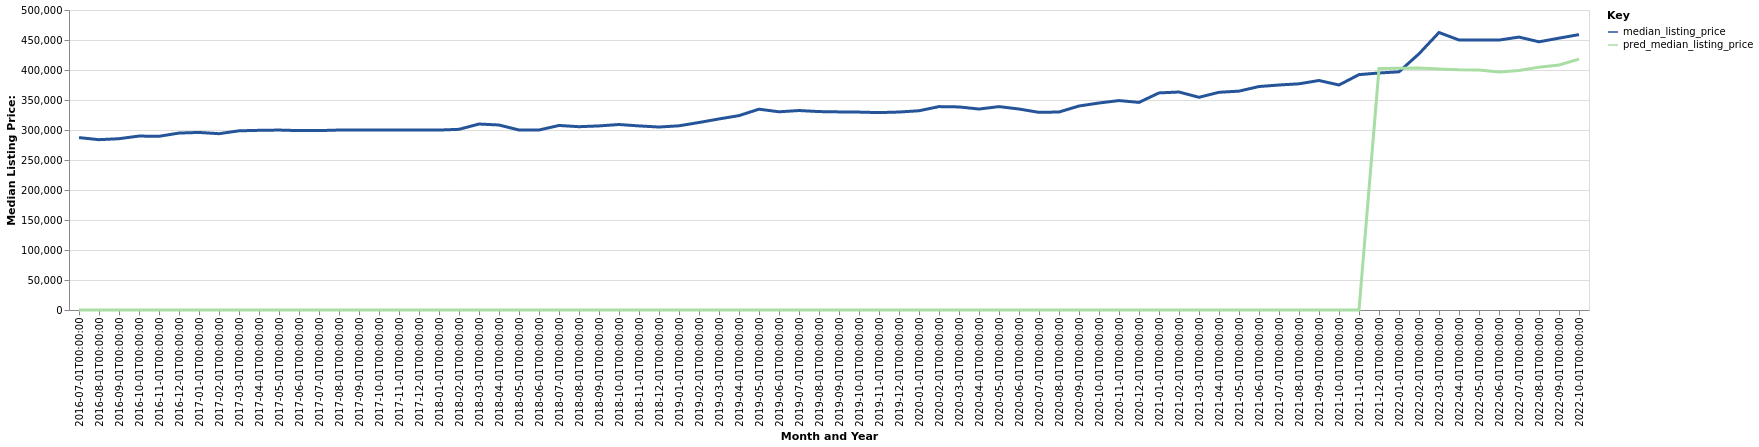 500,000
450,000
400,000
350,000
300,000
250,000
200,000
150,000
100,000
50,000
0
Median Listing Price:
2016-07-01T00:00:00
2016-08-01T00:00:00
2016-09-01T00:00:00
2016-10-01T00:00:00
2016-11-01T00:00:00
2016-12-01T00:00:00
2017-01-01T00:00:00
2017-02-01T00:00:00
2017-03-01T00:00:00
2017-04-01T00:00:00
2017-05-01T00:00:00
2017-06-01T00:00:00
2017-07-01T00:00:00
2017-08-01T00:00:00
2017-09-01T00:00:00
2017-10-01T00:00:00
2017-11-01T00:00:00
2017-12-01T00:00:00
2018-01-01T00:00:00
2018-02-01T00:00:00
2018-03-01T00:00:00
2018-04-01T00:00:00
2018-05-01T00:00:00
2018-06-01T00:00:00
2018-07-01T00:00:00
2018-08-01T00:00:00
2018-09-01T00:00:00
2018-10-01T00:00:00
2018-11-01T00:00:00
2018-12-01T00:00:00
2019-01-01T00:00:00
2019-02-01T00:00:00
2019-03-01T00:00:00
2019-04-01T00:00:00
2019-05-01T00:00:00
2019-06-01T00:00:00
2019-07-01T00:00:00
2019-08-01T00:00:00
2019-09-01T00:00:00
2019-10-01T00:00:00
2019-11-01T00:00:00
2019-12-01T00:00:00
2020-01-01T00:00:00
2020-02-01T00:00:00
2020-03-01T00:00:00
2020-04-01T00:00:00
2020-05-01T00:00:00
2020-06-01T00:00:00
2020-07-01T00:00:00
2020-08-01T00:00:00
2020-09-01T00:00:00
2020-10-01T00:00:00
2020-11-01T00:00:00
2020-12-01T00:00:00
2021-01-01T00:00:00
2021-02-01T00:00:00
2021-03-01T00:00:00
2021-04-01T00:00:00
2021-05-01T00:00:00
2021-06-01T00:00:00
2021-07-01T00:00:00
2021-08-01T00:00:00
2021-09-01T00:00:00
2021-10-01T00:00:00
2021-11-01T00:00:00
2021-12-01T00:00:00
2022-01-01T00:00:00
2022-02-01T00:00:00
2022-03-01T00:00:00
2022-04-01T00:00:00
2022-05-01T00:00:00
2022-06-01T00:00:00
2022-07-01T00:00:00
2022-08-01T00:00:00
2022-09-01T00:00:00
2022-10-01T00:00:00
Month and Year
Key
median_listing_price
pred_median_listing_price